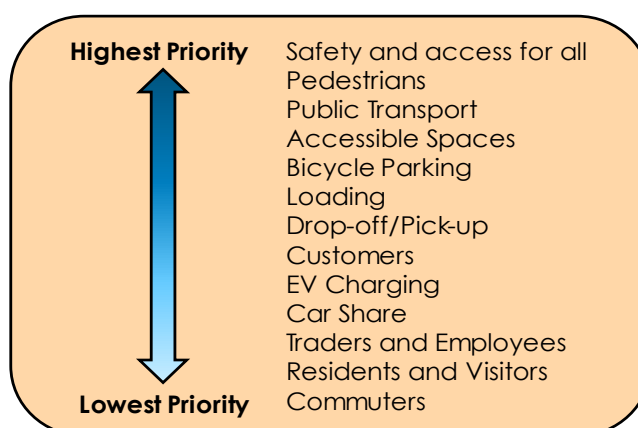 Highest Priority
Safety and access for all
Pedestrians
Public Transport
Accessible Spaces
Bicycle Parking
Loading
Drop-off/Pick-up
Customers
EV Charging
Car Share
Traders and Employees
Residents and Visitors
Lowest Priority
Commuters